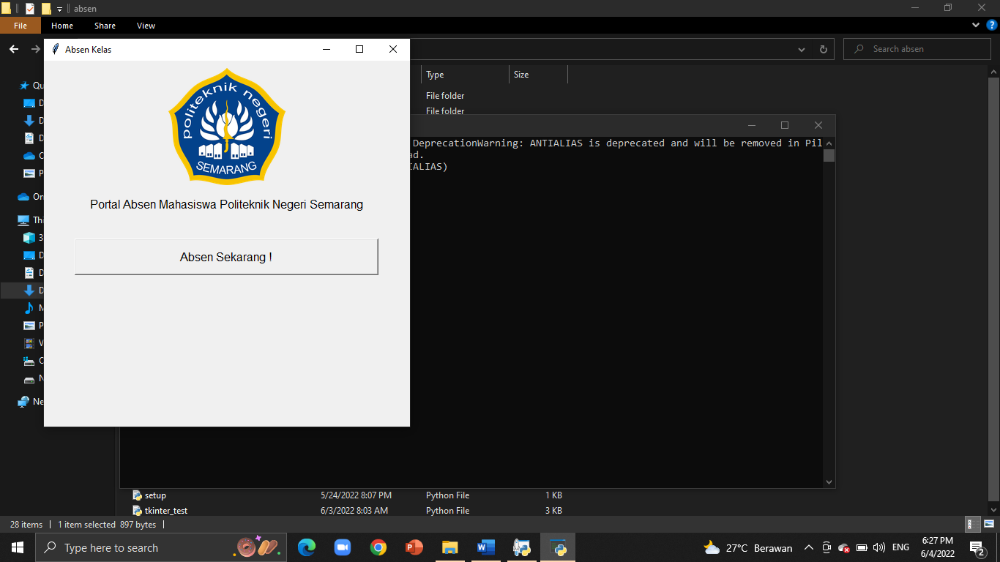 absen
File Home Share View
Absen Kelas
Search absen
Type Size
File folder
File folder
politeknik negeri
SEMARANG
Portal Absen Mahasiswa Politeknik Negeri Semarang
Absen Sekarang !
DeprecationWarning: ANTIALIAS is deprecated and will be removed in Pil
setup 5/24/2022 8:07 PM Python File 1 KB
tkinter_test 6/3/2022 8:03 AM Python File 3 KB
28 items 1 item selected 897 bytes
Type here to search
27°C Berawan
ENG
6:27 PM
6/4/2022
2